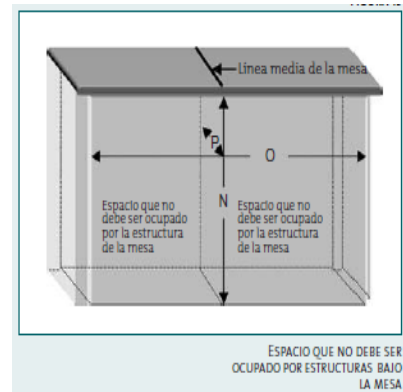 Línea media de la mesa
P
O
N
Espacio que no
debe ser ocupado
por la estructura
de la mesa
Espacio que no
debe ser ocupado
por la estructura
de la mesa
ESPACIO QUE NO DEBE SER
OCUPADO POR ESTRUCTURAS BAJO
LA MESA